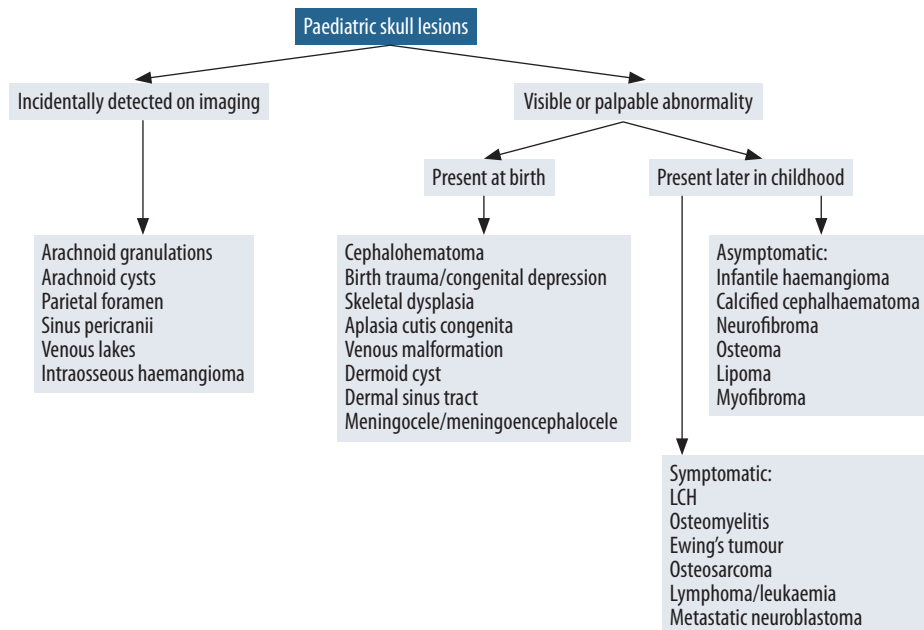 Paediatric skull lesions
Incidentally detected on imaging
Visible or palpable abnormality
Present at birth
Present later in childhood
Arachnoid granulations
Arachnoid cysts
Parietal foramen
Sinus pericranii
Venous lakes
Intraosseous haemangioma
Cephalohematoma
Birth trauma/congenital depression
Skeletal dysplasia
Aplasia cutis congenita
Venous malformation
Dermoid cyst
Dermal sinus tract
Meningocele/meningoencephalocele
Asymptomatic:
Infantile haemangioma
Calcified cephalhaematoma
Neurofibroma
Osteoma
Lipoma
Myofibroma
Symptomatic:
LCH
Osteomyelitis
Ewing's tumour
Osteosarcoma
Lymphoma/leukaemia
Metastatic neuroblastoma